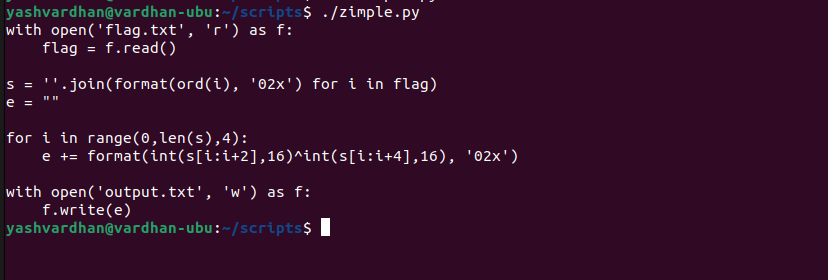 yashvardhan@vardhan-ubu:~/scripts$ ./zimple.py
with open('flag.txt', 'r') as f:
    flag = f.read()

s = ''.join(format(ord(i), '02x') for i in flag)
e = ""

for i in range(0,len(s),4):
    e += format(int(s[i:i+2],16)^int(s[i:i+4],16), '02x')

with open('output.txt', 'w') as f:
    f.write(e)
yashvardhan@vardhan-ubu:~/scripts$